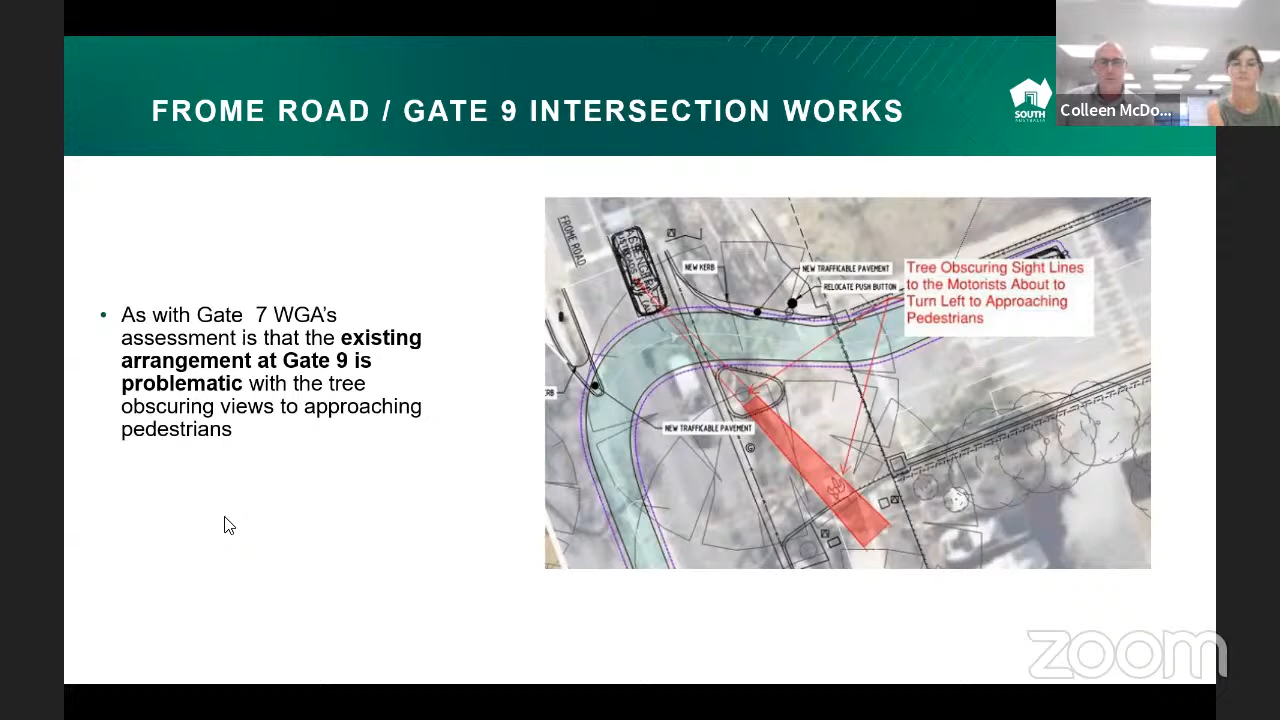 FROME ROAD / GATE 9 INTERSECTION WORKS
SOUTH
AUSTRALIA
Colleen McDo...
• As with Gate 7 WGA's
assessment is that the existing
arrangement at Gate 9 is
problematic with the tree
obscuring views to approaching
pedestrians
FROME ROAD
NEW KERB
NEW TRAFFICABLE PAVEMENT
RELOCATE PUSH BUTTON
Tree Obscuring Sight Lines
to the Motorists About to
Turn Left to Approaching
Pedestrians
NEW TRAFFICABLE PAVEMENT
zoom